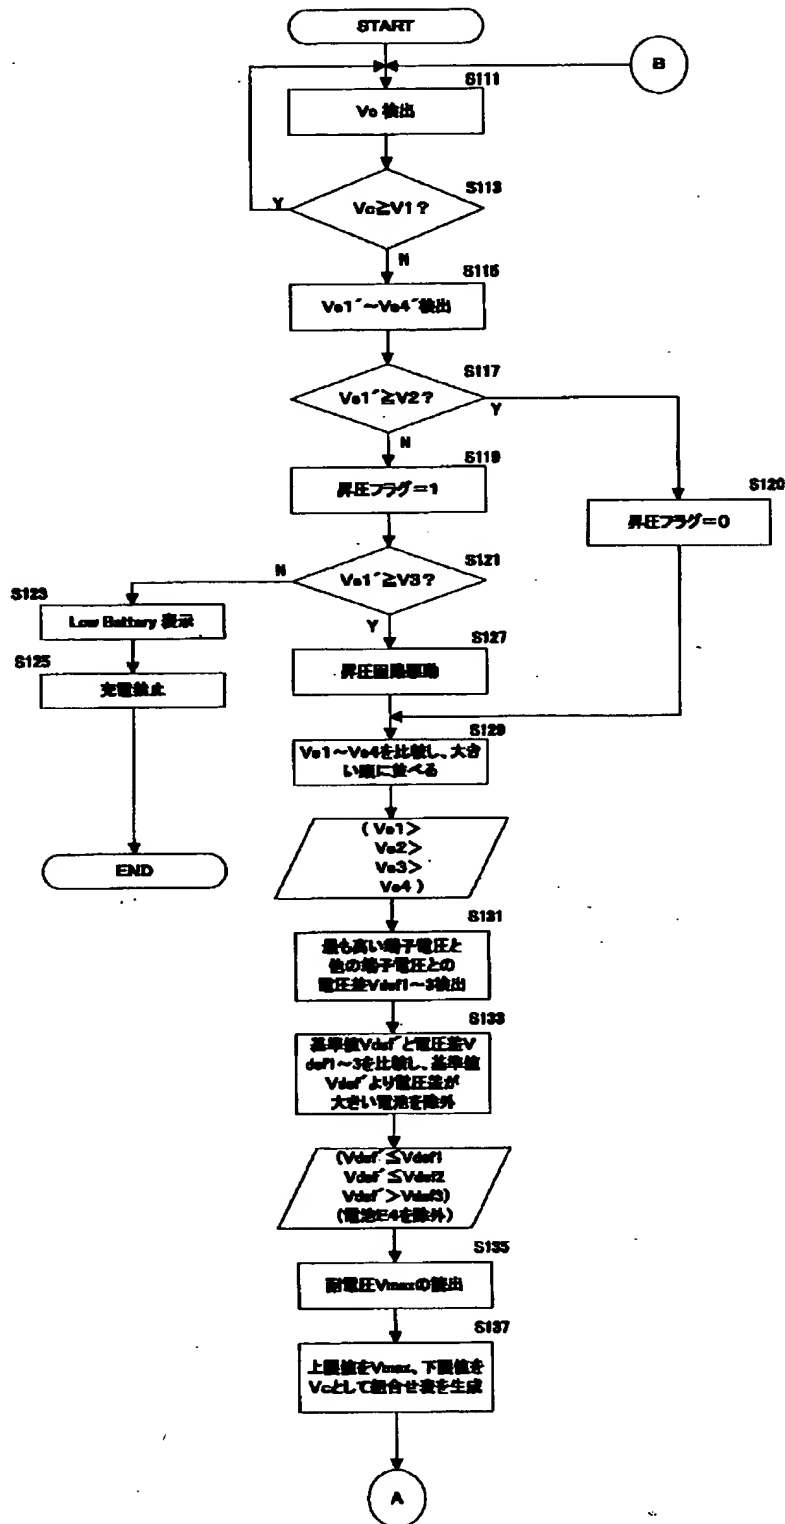 START
B
S111
Vc 検出
S113
Vc≧V1？
Y
N
S115
Ve1´～Ve4´検出
S117
Ve1´≧V2？
Y
N
S119
昇圧フラグ＝1
S120
昇圧フラグ＝0
S121
Ve1´≧V3？
N
Y
S123
Low Battery 表示
S125
充電禁止
END
S127
昇圧回路駆動
S129
Ve1～Ve4を比較し、大き
い順に並べる
( Ve1＞
Ve2＞
Ve3＞
Ve4 )
S131
最も高い端子電圧と
他の端子電圧との
電圧差Vdef1～3検出
S133
基準値Vdef´と電圧差V
def1～3を比較し、基準値
Vdef´より電圧差が
大きい電池を除外
(Vdef´≦Vdef1
Vdef´≦Vdef2
Vdef´＞Vdef3)
(電池E4を除外)
S135
耐電圧Vmaxの検出
S137
上限値をVmax、下限値を
Vcとして組合せ表を生成
A